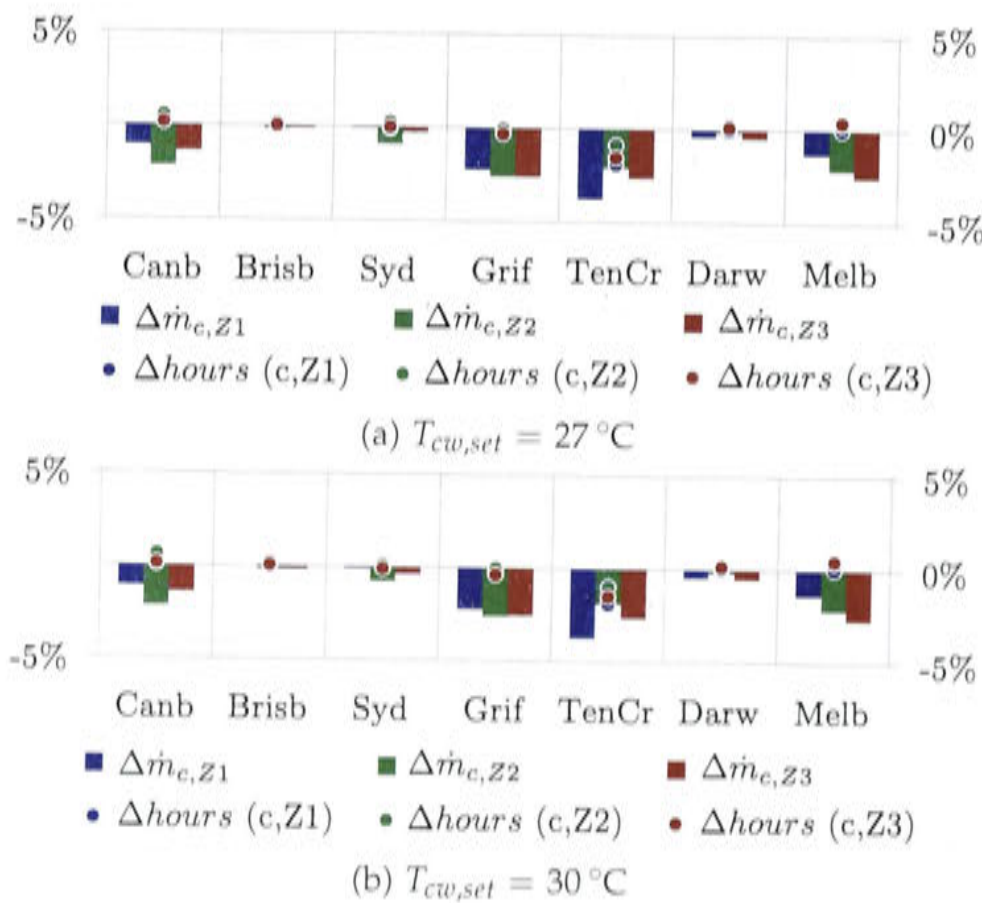 5% 5%
0%
-5% -5%
Canb Brisb Syd Grif TenCr Darw Melb
Δṁc,Z1 Δṁc,Z2 Δṁc,Z3
Δhours (c,Z1) Δhours (c,Z2) Δhours (c,Z3)
(a) Tcw,set = 27 °C
5% 5%
0%
-5% -5%
Canb Brisb Syd Grif TenCr Darw Melb
Δṁc,Z1 Δṁc,Z2 Δṁc,Z3
Δhours (c,Z1) Δhours (c,Z2) Δhours (c,Z3)
(b) Tcw,set = 30 °C